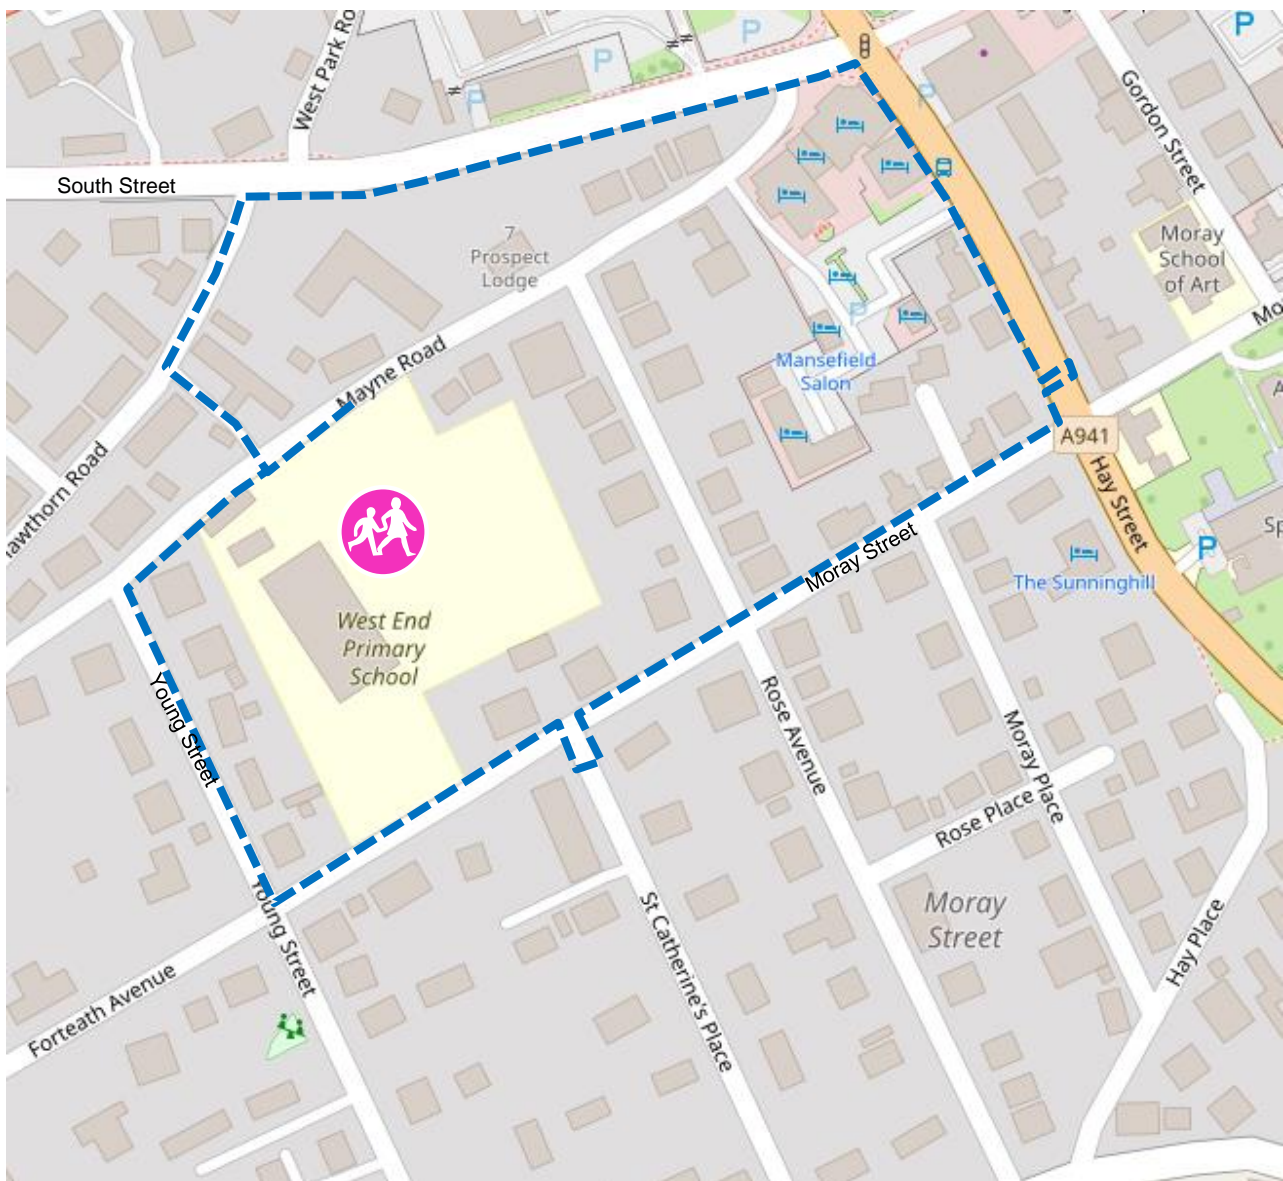 West Park Ro
P
P
P
P
P
South Street
Gordon Street
Moray
School
of Art
7
Prospect
Lodge
Mo
Mayne Road
P
Mansefield
Salon
A941
Hay Street
awthorn Road
Moray Street
P
Sp
The Sunninghill
West End
Primary
School
Young Street
Rose Avenue
Moray Place
Rose Place
Young Street
St Catherine's Place
Moray
Street
Hay Place
Forteath Avenue